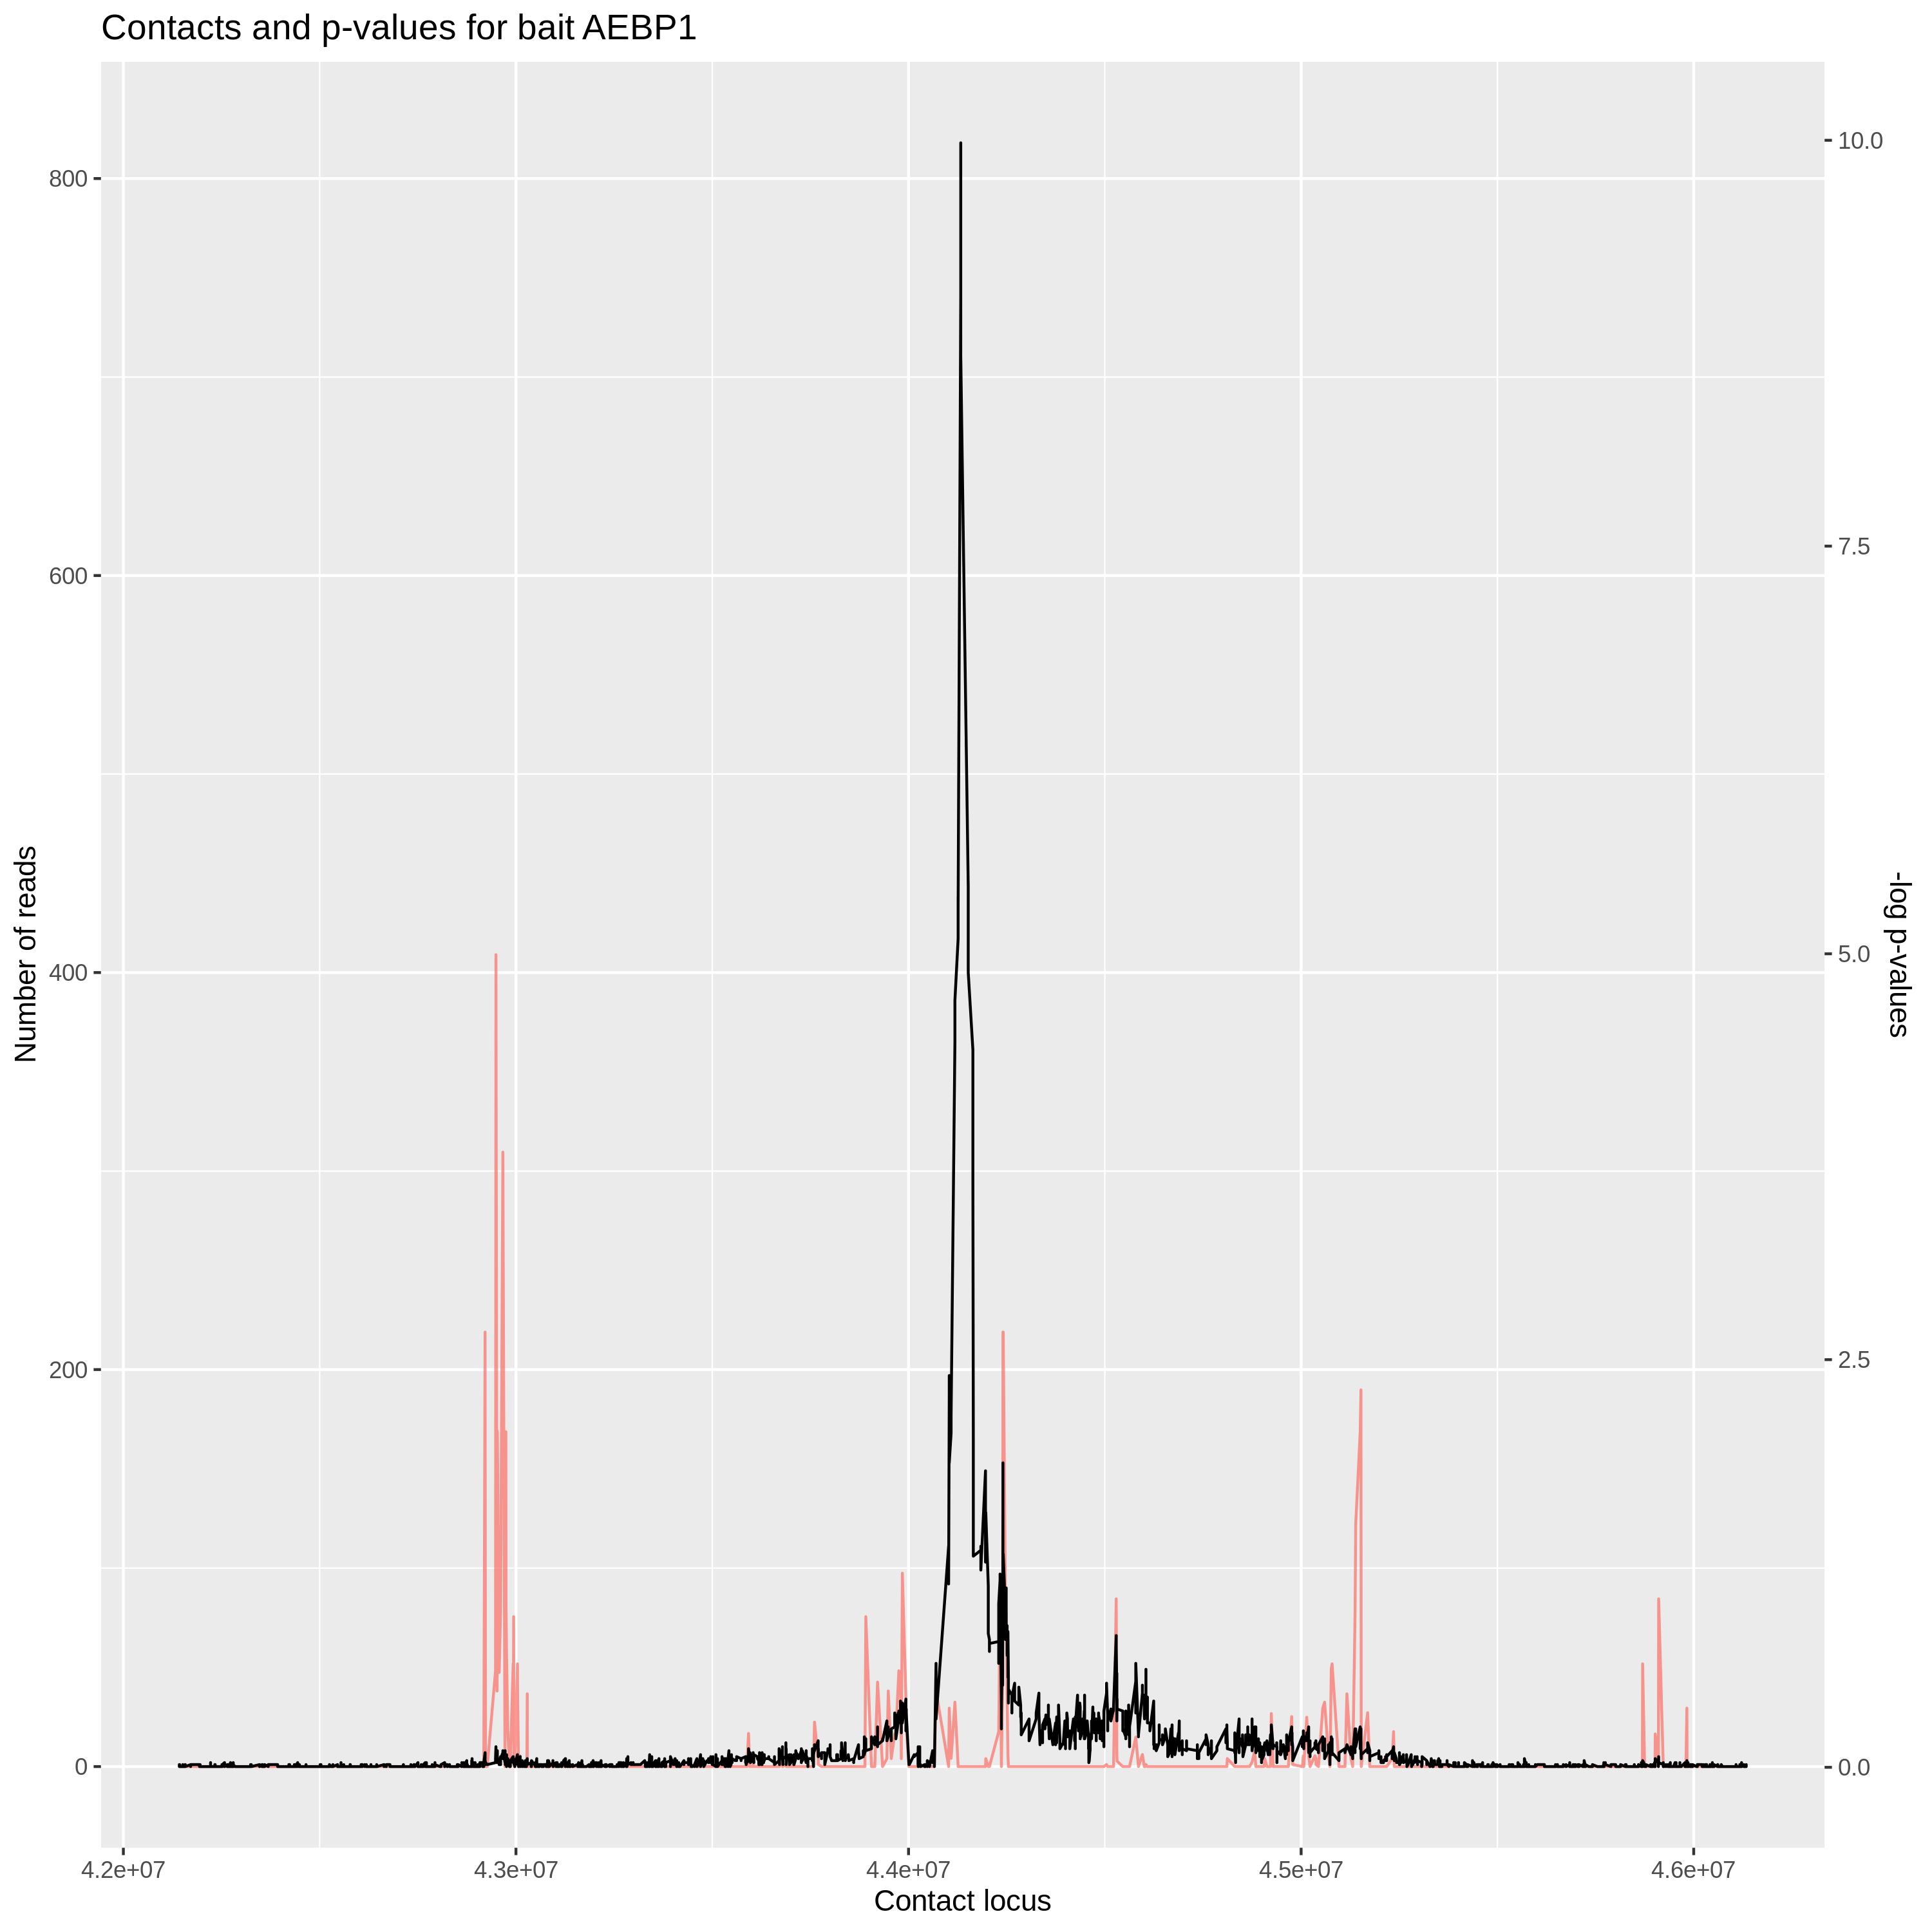 Contacts and p-values for bait AEBP1
800
600
400
200
0
Number of reads
10.0
7.5
5.0
2.5
0.0
-log p-values
4.2e+07
4.3e+07
4.4e+07
4.5e+07
4.6e+07
Contact locus